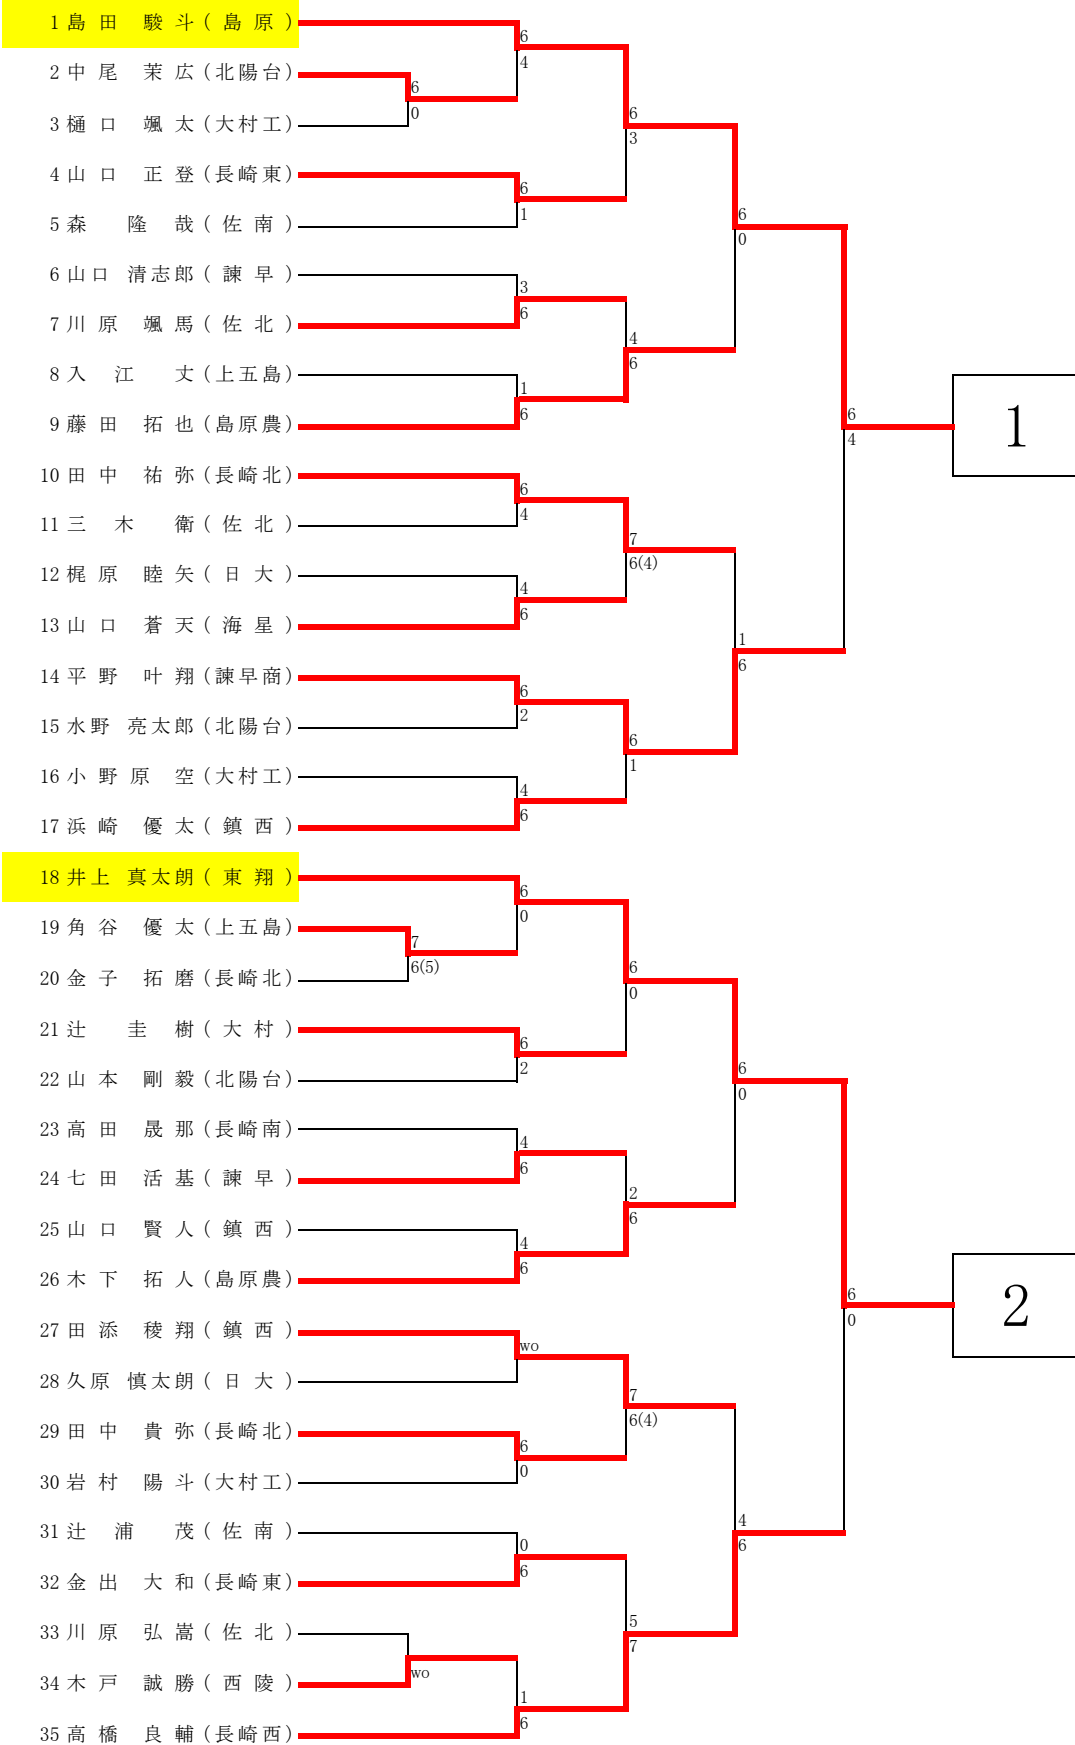 1 島田 駿斗 (島原)
6
4
2 中尾 茉広 (北陽台)
6
0
3 樋口 颯太 (大村工)
6
3
4 山口 正登 (長崎東)
6
1
5 森 隆哉 (佐南)
6
0
6 山口 清志郎 (諫早)
3
6
7 川原 颯馬 (佐北)
4
6
8 入江 丈 (上五島)
1
6
9 藤田 拓也 (島原農)
6
4
1
10 田中 祐弥 (長崎北)
6
4
11 三木 衛 (佐北)
7
6(4)
12 梶原 睦矢 (日大)
4
6
13 山口 蒼天 (海星)
1
6
14 平野 叶翔 (諫早商)
6
2
15 水野 亮太郎 (北陽台)
6
1
16 小野原 空 (大村工)
4
6
17 浜崎 優太 (鎮西)
18 井上 真太朗 (東翔)
6
0
19 角谷 優太 (上五島)
7
6(5)
20 金子 拓磨 (長崎北)
6
0
21 辻 圭樹 (大村)
6
2
22 山本 剛毅 (北陽台)
6
0
23 高田 晟那 (長崎南)
4
6
24 七田 活基 (諫早)
2
6
25 山口 賢人 (鎮西)
4
6
26 木下 拓人 (島原農)
6
0
2
27 田添 稜翔 (鎮西)
wo
28 久原 慎太朗 (日大)
7
6(4)
29 田中 貴弥 (長崎北)
6
0
30 岩村 陽斗 (大村工)
4
6
31 辻浦 茂 (佐南)
0
6
32 金出 大和 (長崎東)
5
7
33 川原 弘嵩 (佐北)
wo
34 木戸 誠勝 (西陵)
1
6
35 高橋 良輔 (長崎西)